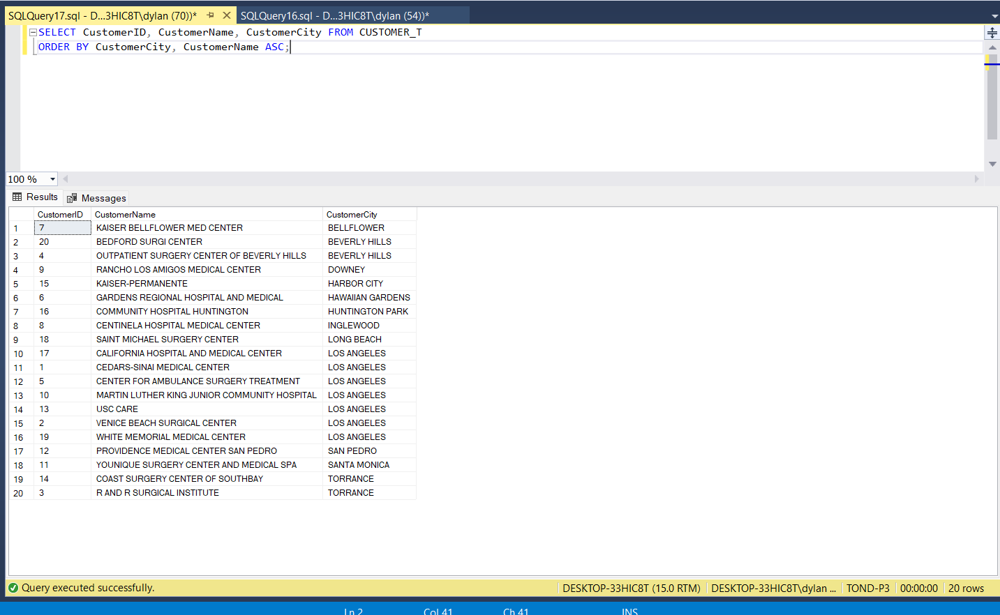 SQLQuery17.sql - D...3HIC8T\dylan (70))* SQLQuery16.sql - D...3HIC8T\dylan (54))*
SELECT CustomerID, CustomerName, CustomerCity FROM CUSTOMER_T
ORDER BY CustomerCity, CustomerName ASC;
100 %
Results Messages
CustomerID CustomerName CustomerCity
1 7 KAISER BELLFLOWER MED CENTER BELLFLOWER
2 20 BEDFORD SURGI CENTER BEVERLY HILLS
3 4 OUTPATIENT SURGERY CENTER OF BEVERLY HILLS BEVERLY HILLS
4 9 RANCHO LOS AMIGOS MEDICAL CENTER DOWNEY
5 15 KAISER-PERMANENTE HARBOR CITY
6 6 GARDENS REGIONAL HOSPITAL AND MEDICAL HAWAIIAN GARDENS
7 16 COMMUNITY HOSPITAL HUNTINGTON HUNTINGTON PARK
8 8 CENTINELA HOSPITAL MEDICAL CENTER INGLEWOOD
9 18 SAINT MICHAEL SURGERY CENTER LONG BEACH
10 17 CALIFORNIA HOSPITAL AND MEDICAL CENTER LOS ANGELES
11 1 CEDARS-SINAI MEDICAL CENTER LOS ANGELES
12 5 CENTER FOR AMBULANCE SURGERY TREATMENT LOS ANGELES
13 10 MARTIN LUTHER KING JUNIOR COMMUNITY HOSPITAL LOS ANGELES
14 13 USC CARE LOS ANGELES
15 2 VENICE BEACH SURGICAL CENTER LOS ANGELES
16 19 WHITE MEMORIAL MEDICAL CENTER LOS ANGELES
17 12 PROVIDENCE MEDICAL CENTER SAN PEDRO SAN PEDRO
18 11 YOUNIQUE SURGERY CENTER AND MEDICAL SPA SANTA MONICA
19 14 COAST SURGERY CENTER OF SOUTHBAY TORRANCE
20 3 R AND R SURGICAL INSTITUTE TORRANCE
Query executed successfully. DESKTOP-33HIC8T (15.0 RTM) DESKTOP-33HIC8T\dylan ... TOND-P3 00:00:00 20 rows
Ln 2 Col 41 Ch 41 INS